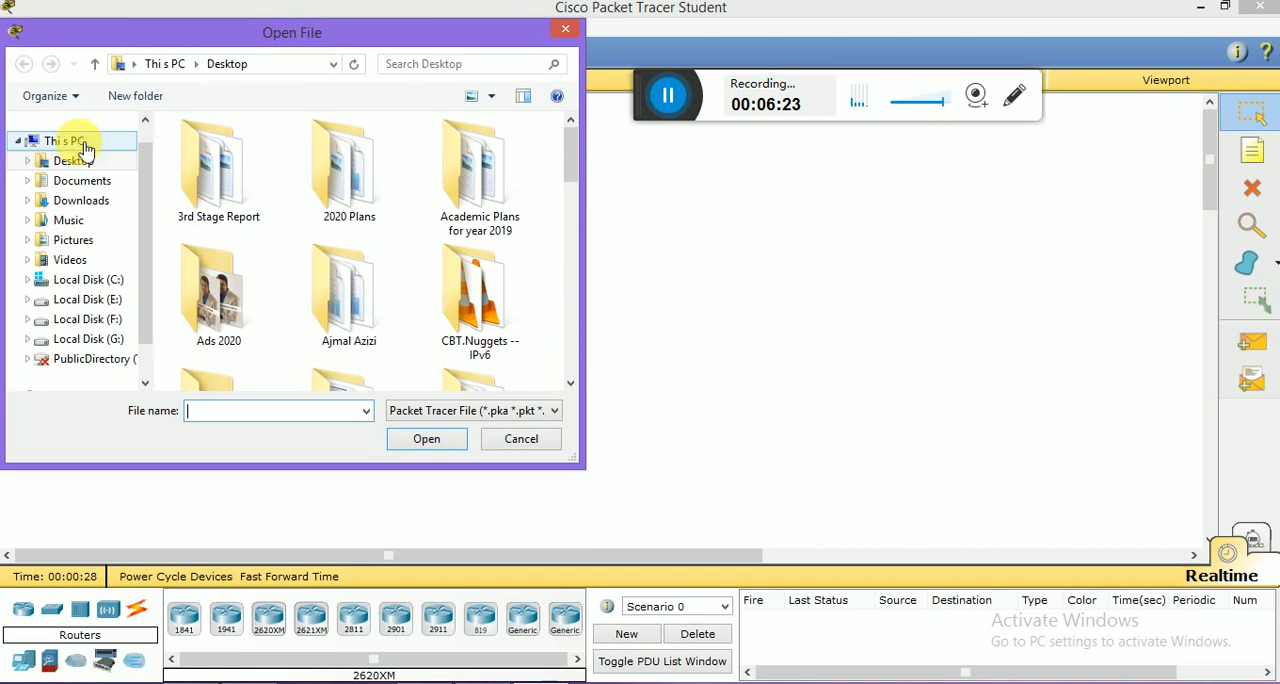 Cisco Packet Tracer Student
Open File
Thi s PC
Desktop
Search Desktop
Organize
New folder
Recording...
00:06:23
Viewport
Thi s PC
Desktop
Documents
Downloads
Music
Pictures
Videos
Local Disk (C:)
Local Disk (E:)
Local Disk (F:)
Local Disk (G:)
PublicDirectory (
3rd Stage Report
2020 Plans
Academic Plans
for year 2019
Ads 2020
Ajmal Azizi
CBT.Nuggets --
IPv6
File name:
Packet Tracer File (*.pka *.pkt *.
Open
Cancel
Time: 00:00:28
Power Cycle Devices Fast Forward Time
Realtime
Routers
1841
1941
2620XM
2621XM
2811
2901
2911
819
Generic
Generic
2620XM
Scenario 0
New
Delete
Toggle PDU List Window
Fire
Last Status
Source
Destination
Type
Color
Time(sec)
Periodic
Num
Activate Windows
Go to PC settings to activate Windows.